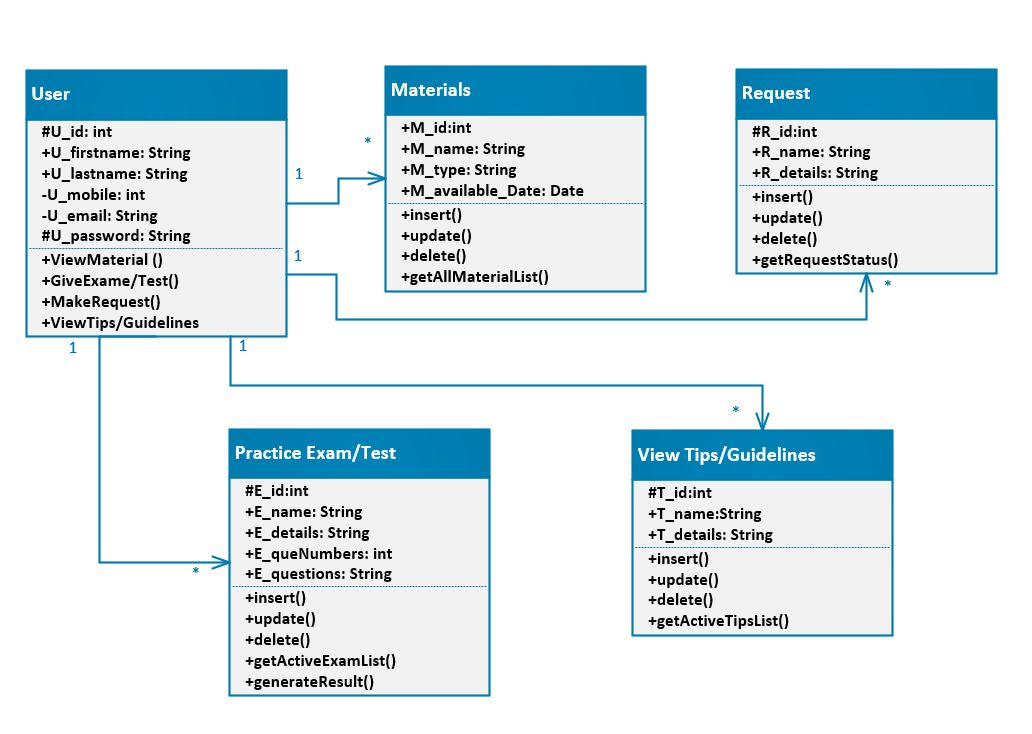 User
#U_id: int
+U_firstname: String
+U_lastname: String
-U_mobile: int
-U_email: String
#U_password: String
+ViewMaterial ()
+GiveExame/Test()
+MakeRequest()
+ViewTips/Guidelines
1
*
1
*
1
*
1
*
Materials
+M_id:int
+M_name: String
+M_type: String
+M_available_Date: Date
+insert()
+update()
+delete()
+getAllMaterialList()
Request
#R_id:int
+R_name: String
+R_details: String
+insert()
+update()
+delete()
+getRequestStatus()
Practice Exam/Test
#E_id:int
+E_name: String
+E_details: String
+E_queNumbers: int
+E_questions: String
+insert()
+update()
+delete()
+getActiveExamList()
+generateResult()
View Tips/Guidelines
#T_id:int
+T_name:String
+T_details: String
+insert()
+update()
+delete()
+getActiveTipsList()